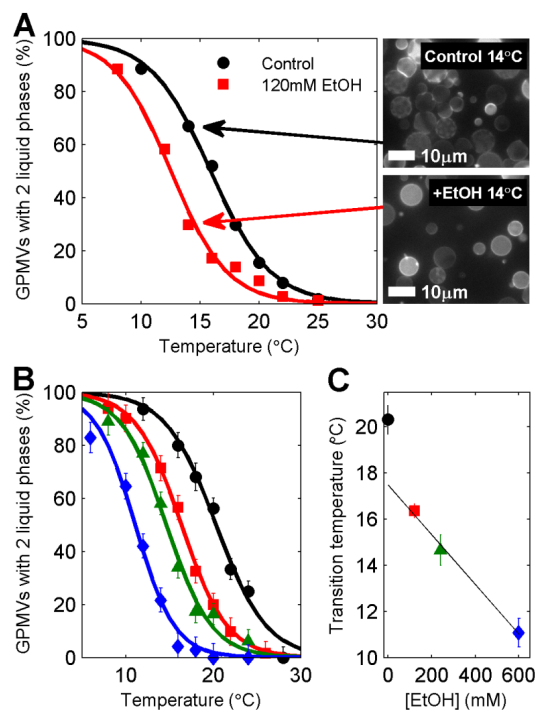 A
GPMVs with 2 liquid phases (%)
100
80
60
40
20
0
Control
120mM EtOH
5
10
15
20
25
30
Temperature (°C)
Control 14°C
10μm
+EtOH 14°C
10μm
B
GPMVs with 2 liquid phases (%)
100
80
60
40
20
0
10
20
30
Temperature (°C)
C
Transition temperature (°C)
22
20
18
16
14
12
10
0
200
400
600
[EtOH] (mM)